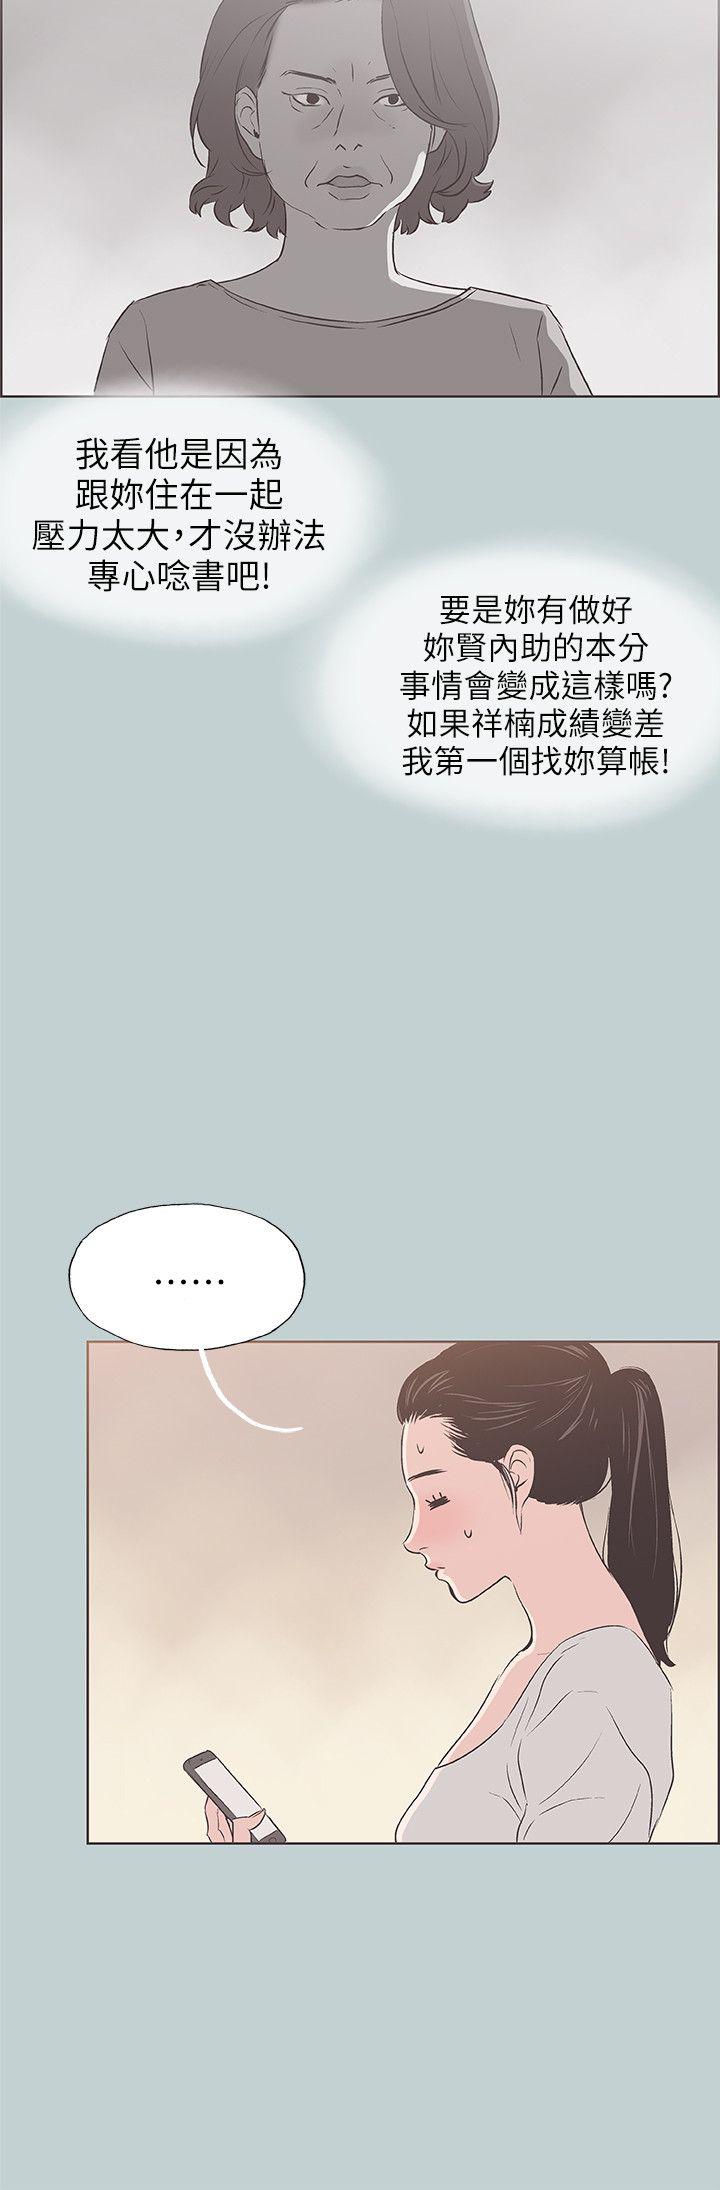 我看他是因為
跟妳住在一起
壓力太大，才沒辦法
專心唸書吧!
要是妳有做好
妳賢內助的本分
事情會變成這樣嗎?
如果祥楠成績變差
我第一個找妳算帳!
……